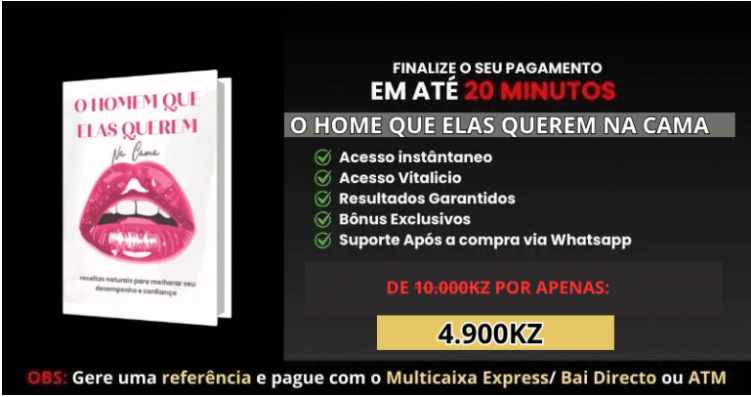 O HOMEM QUE
ELAS QUEREM
Na Cama
receitas naturais para melhorar seu
desempenho e confiança
FINALIZE O SEU PAGAMENTO
EM ATÉ 20 MINUTOS
O HOME QUE ELAS QUEREM NA CAMA
Acesso instântaneo
Acesso Vitalicio
Resultados Garantidos
Bônus Exclusivos
Suporte Após a compra via Whatsapp
DE 10.000KZ POR APENAS:
4.900KZ
OBS: Gere uma referência e pague com o Multicaixa Express/ Bai Directo ou ATM